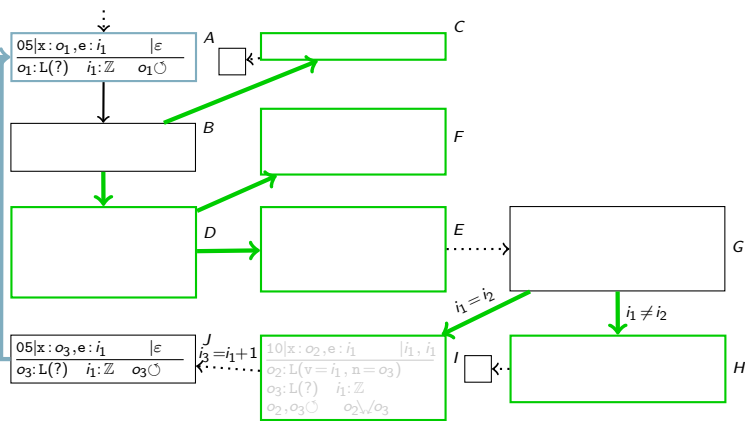 05|x:o₁,e:i₁ |ε
o₁:L(?) i₁:ℤ o₁↺
A
C
B
F
D
E
G
i₁=i₂
i₁≠i₂
J
05|x:o₃,e:i₁ |ε
o₃:L(?) i₁:ℤ o₃↺
i₃=i₁+1
10|x:o₂,e:i₁ |i₁,i₁
o₂:L(v=i₁,n=o₃)
o₃:L(?) i₁:ℤ
o₂,o₃↺ o₂\↙/o₃
I
H